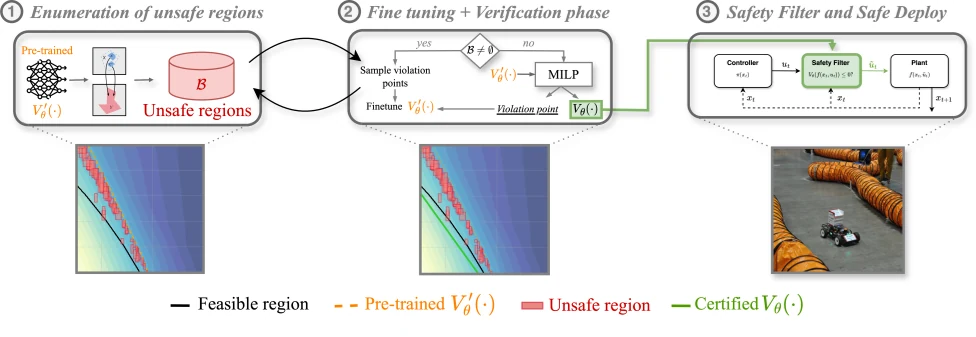 1 Enumeration of unsafe regions
Pre-trained
V′θ(·)
B
Unsafe regions
2 Fine tuning + Verification phase
yes
B ≠ ∅
no
Sample violation
points
V′θ(·)
MILP
Finetune V′θ(·)
Violation point
Vθ(·)
3 Safety Filter and Safe Deploy
Controller
π(xt)
ut
Safety Filter
ût
Plant
f(xt, ût)
xt
xt
xt+1
Feasible region
Pre-trained V′θ(·)
Unsafe region
Certified Vθ(·)